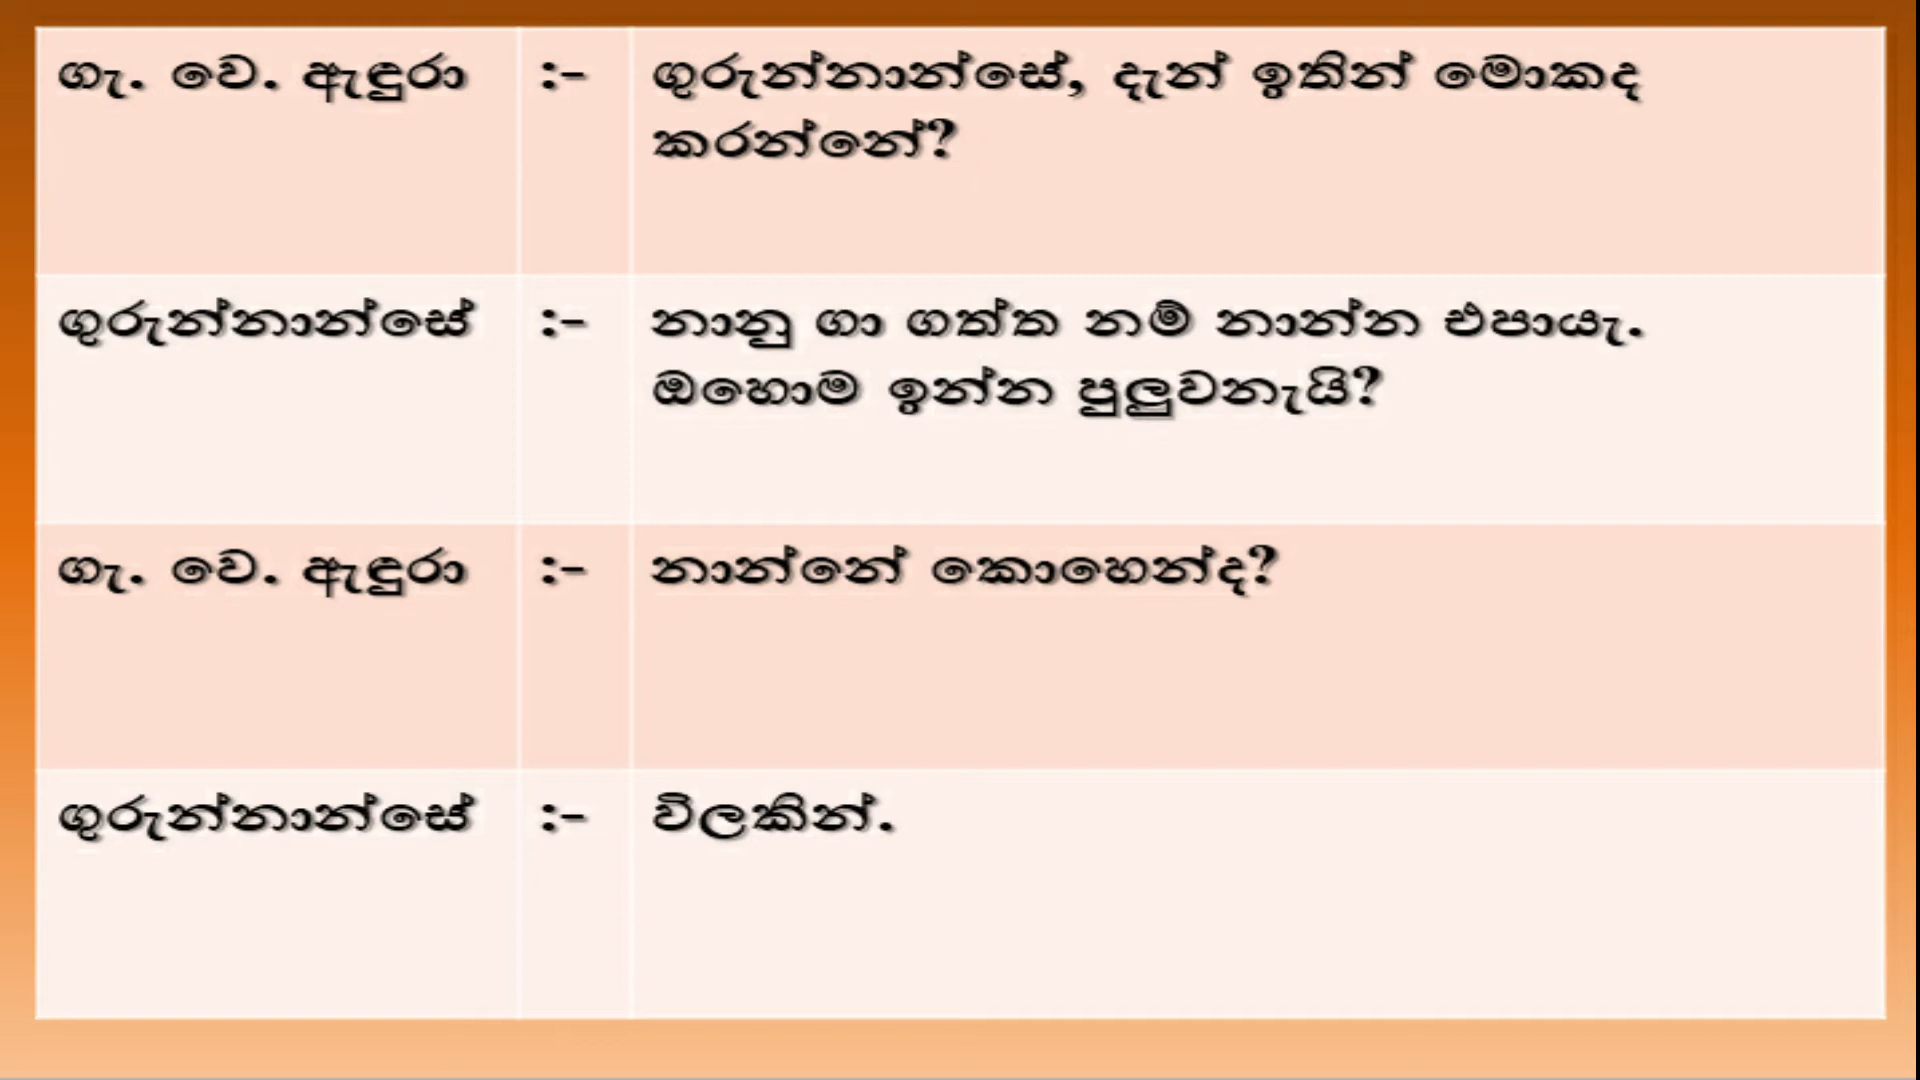 ගැ. වෙ. ඇඳුරා :- ගුරුන්නාන්සේ, දැන් ඉතින් මොකද
කරන්නේ?
ගුරුන්නාන්සේ :- නානු ගා ගත්ත නම් නාන්න එපායැ.
ඔහොම ඉන්න පුලුවනැයි?
ගැ. වෙ. ඇඳුරා :- නාන්නේ කොහෙන්ද?
ගුරුන්නාන්සේ :- විලකින්.